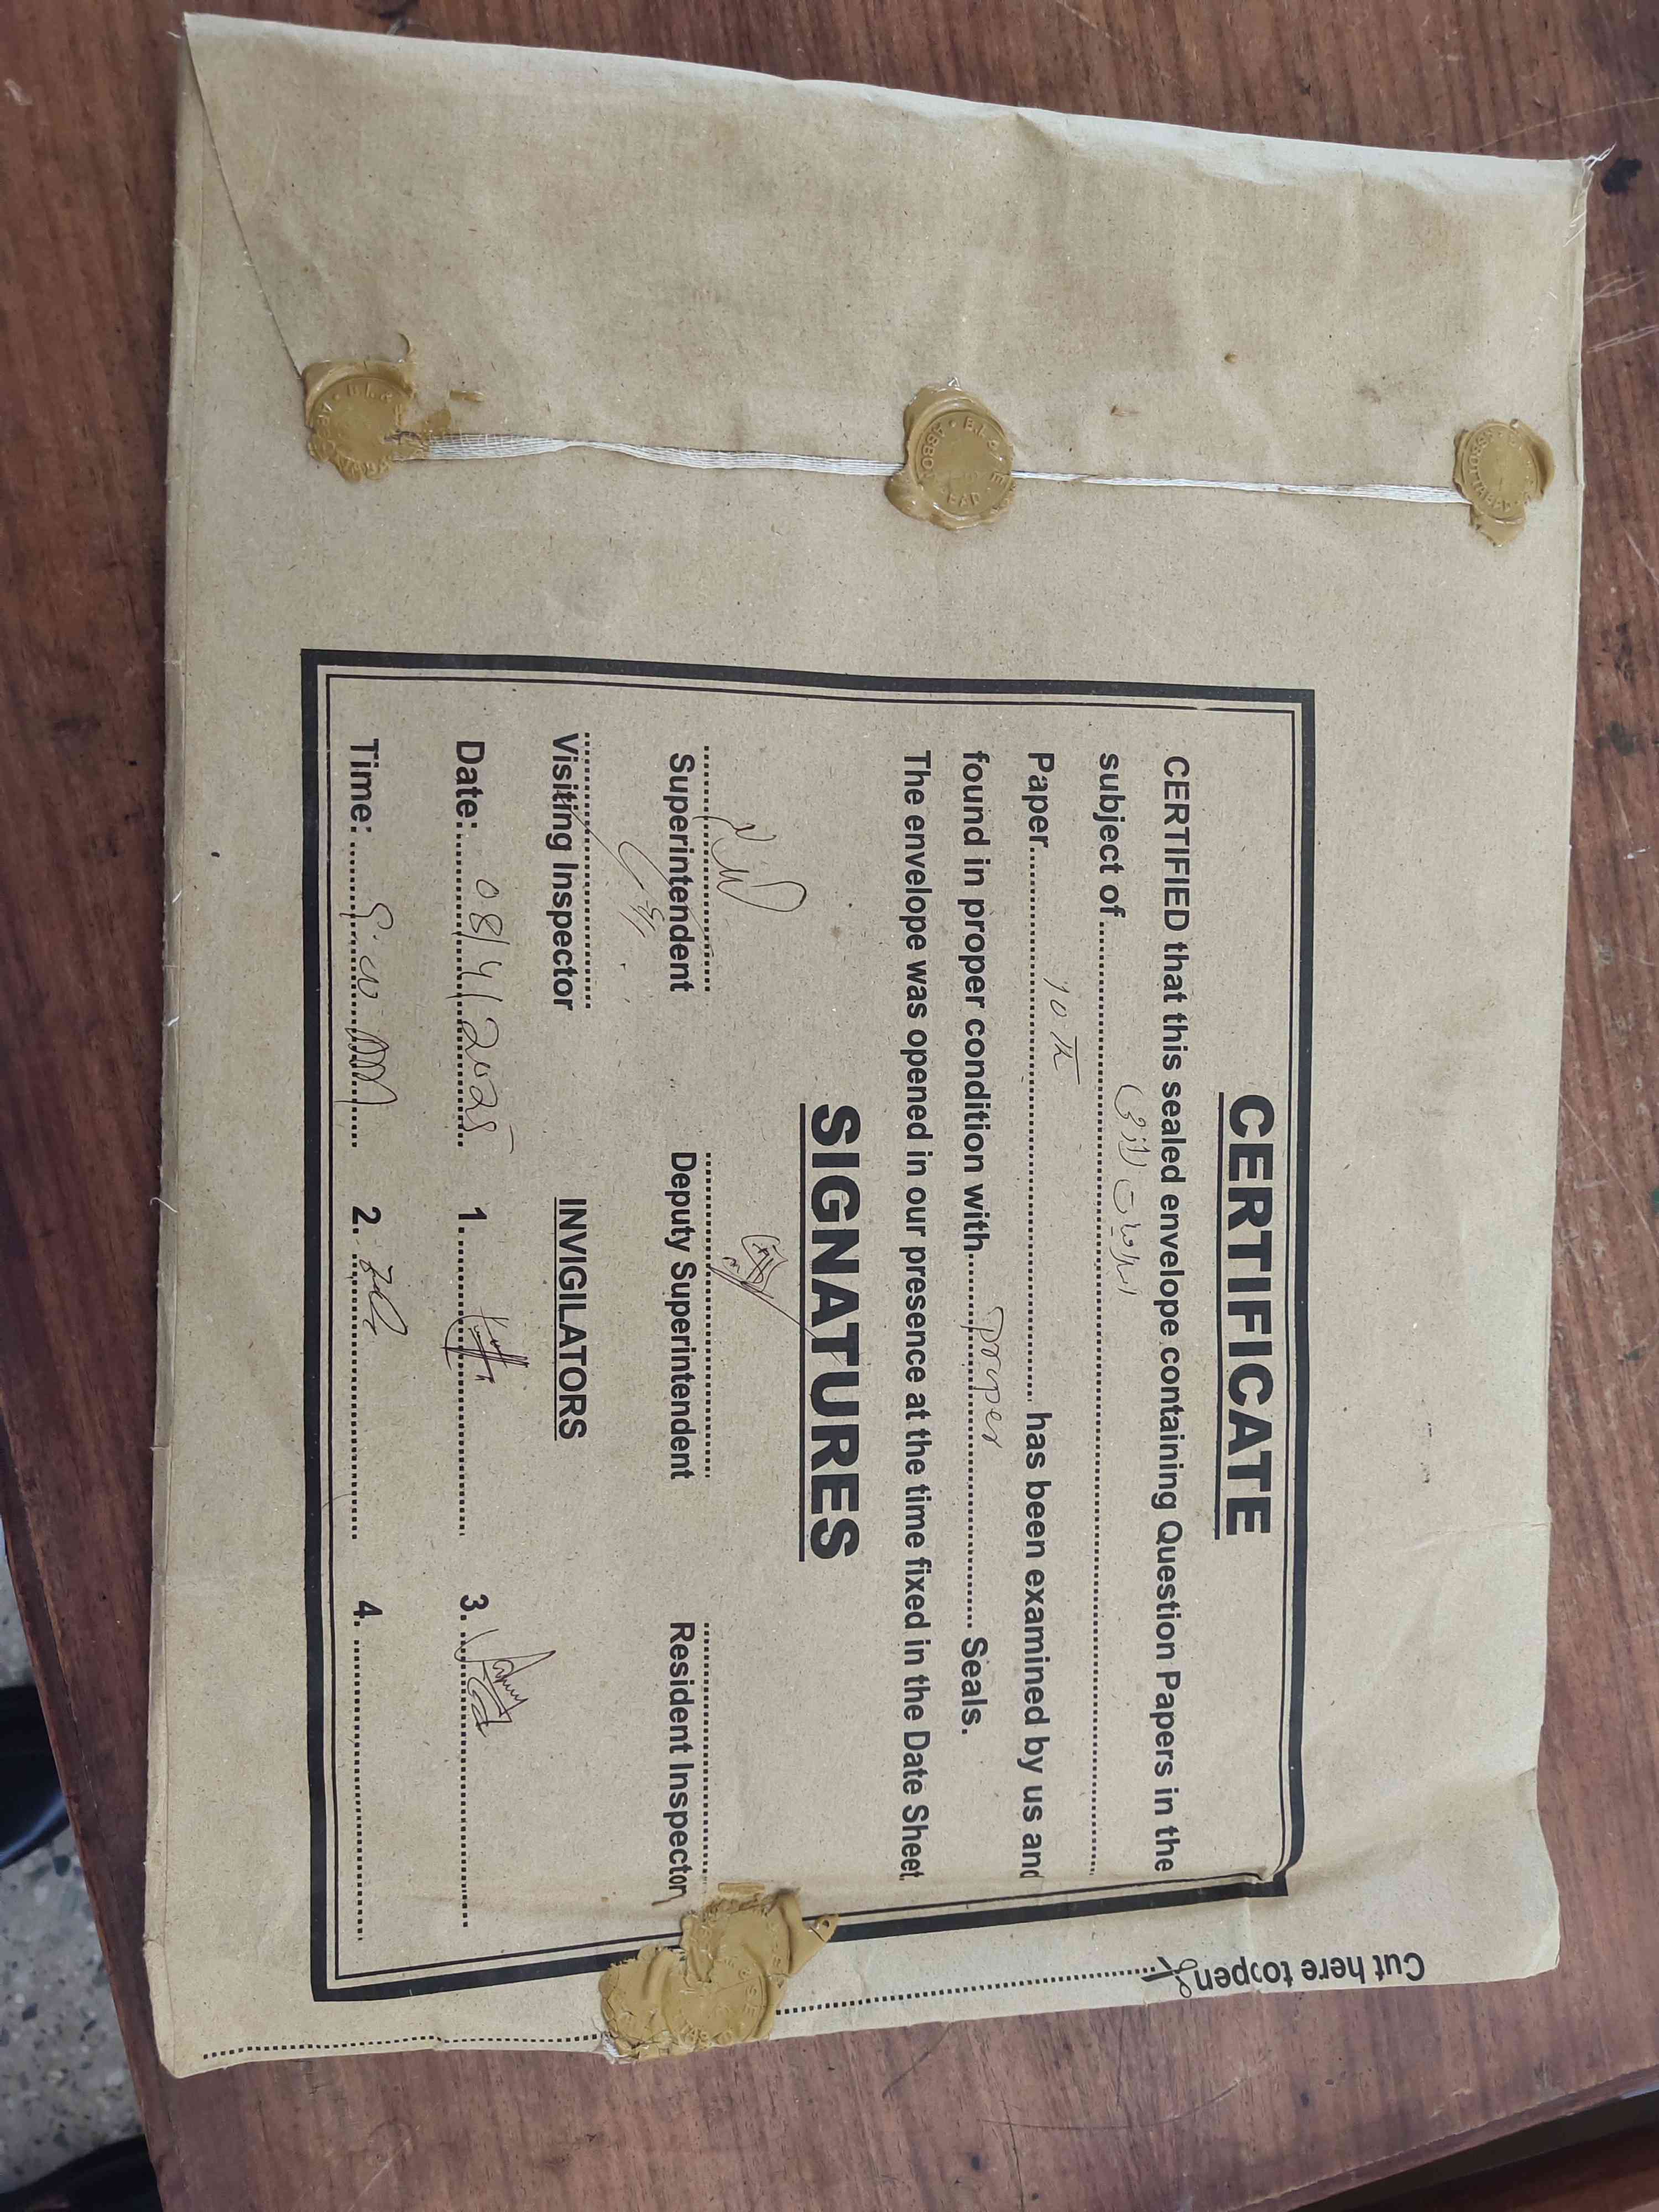 CERTIFICATE
CERTIFIED that this sealed envelope containing Question Papers in the
subject of.......... اسلامیات (لازمی)
Paper.......... 10th .......... has been examined by us and
found in proper condition with.......... proper .......... Seals.
The envelope was opened in our presence at the time fixed in the Date Sheet.
SIGNATURES
Superintendent Deputy Superintendent Resident Inspector
Visiting Inspector INVIGILATORS
Date:.... 08/4/2025 1. 3.
Time: .... 2. 4.
Cut here to open
B.I.S.E ABBOTTABAD